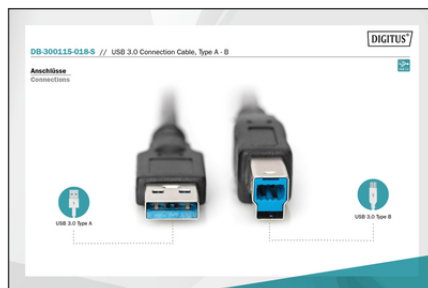 DIGITUS®
DB-300115-018-S // USB 3.0 Connection Cable, Type A - B
Anschlüsse
Connections
USB 3.0 Type A
USB 3.0 Type B